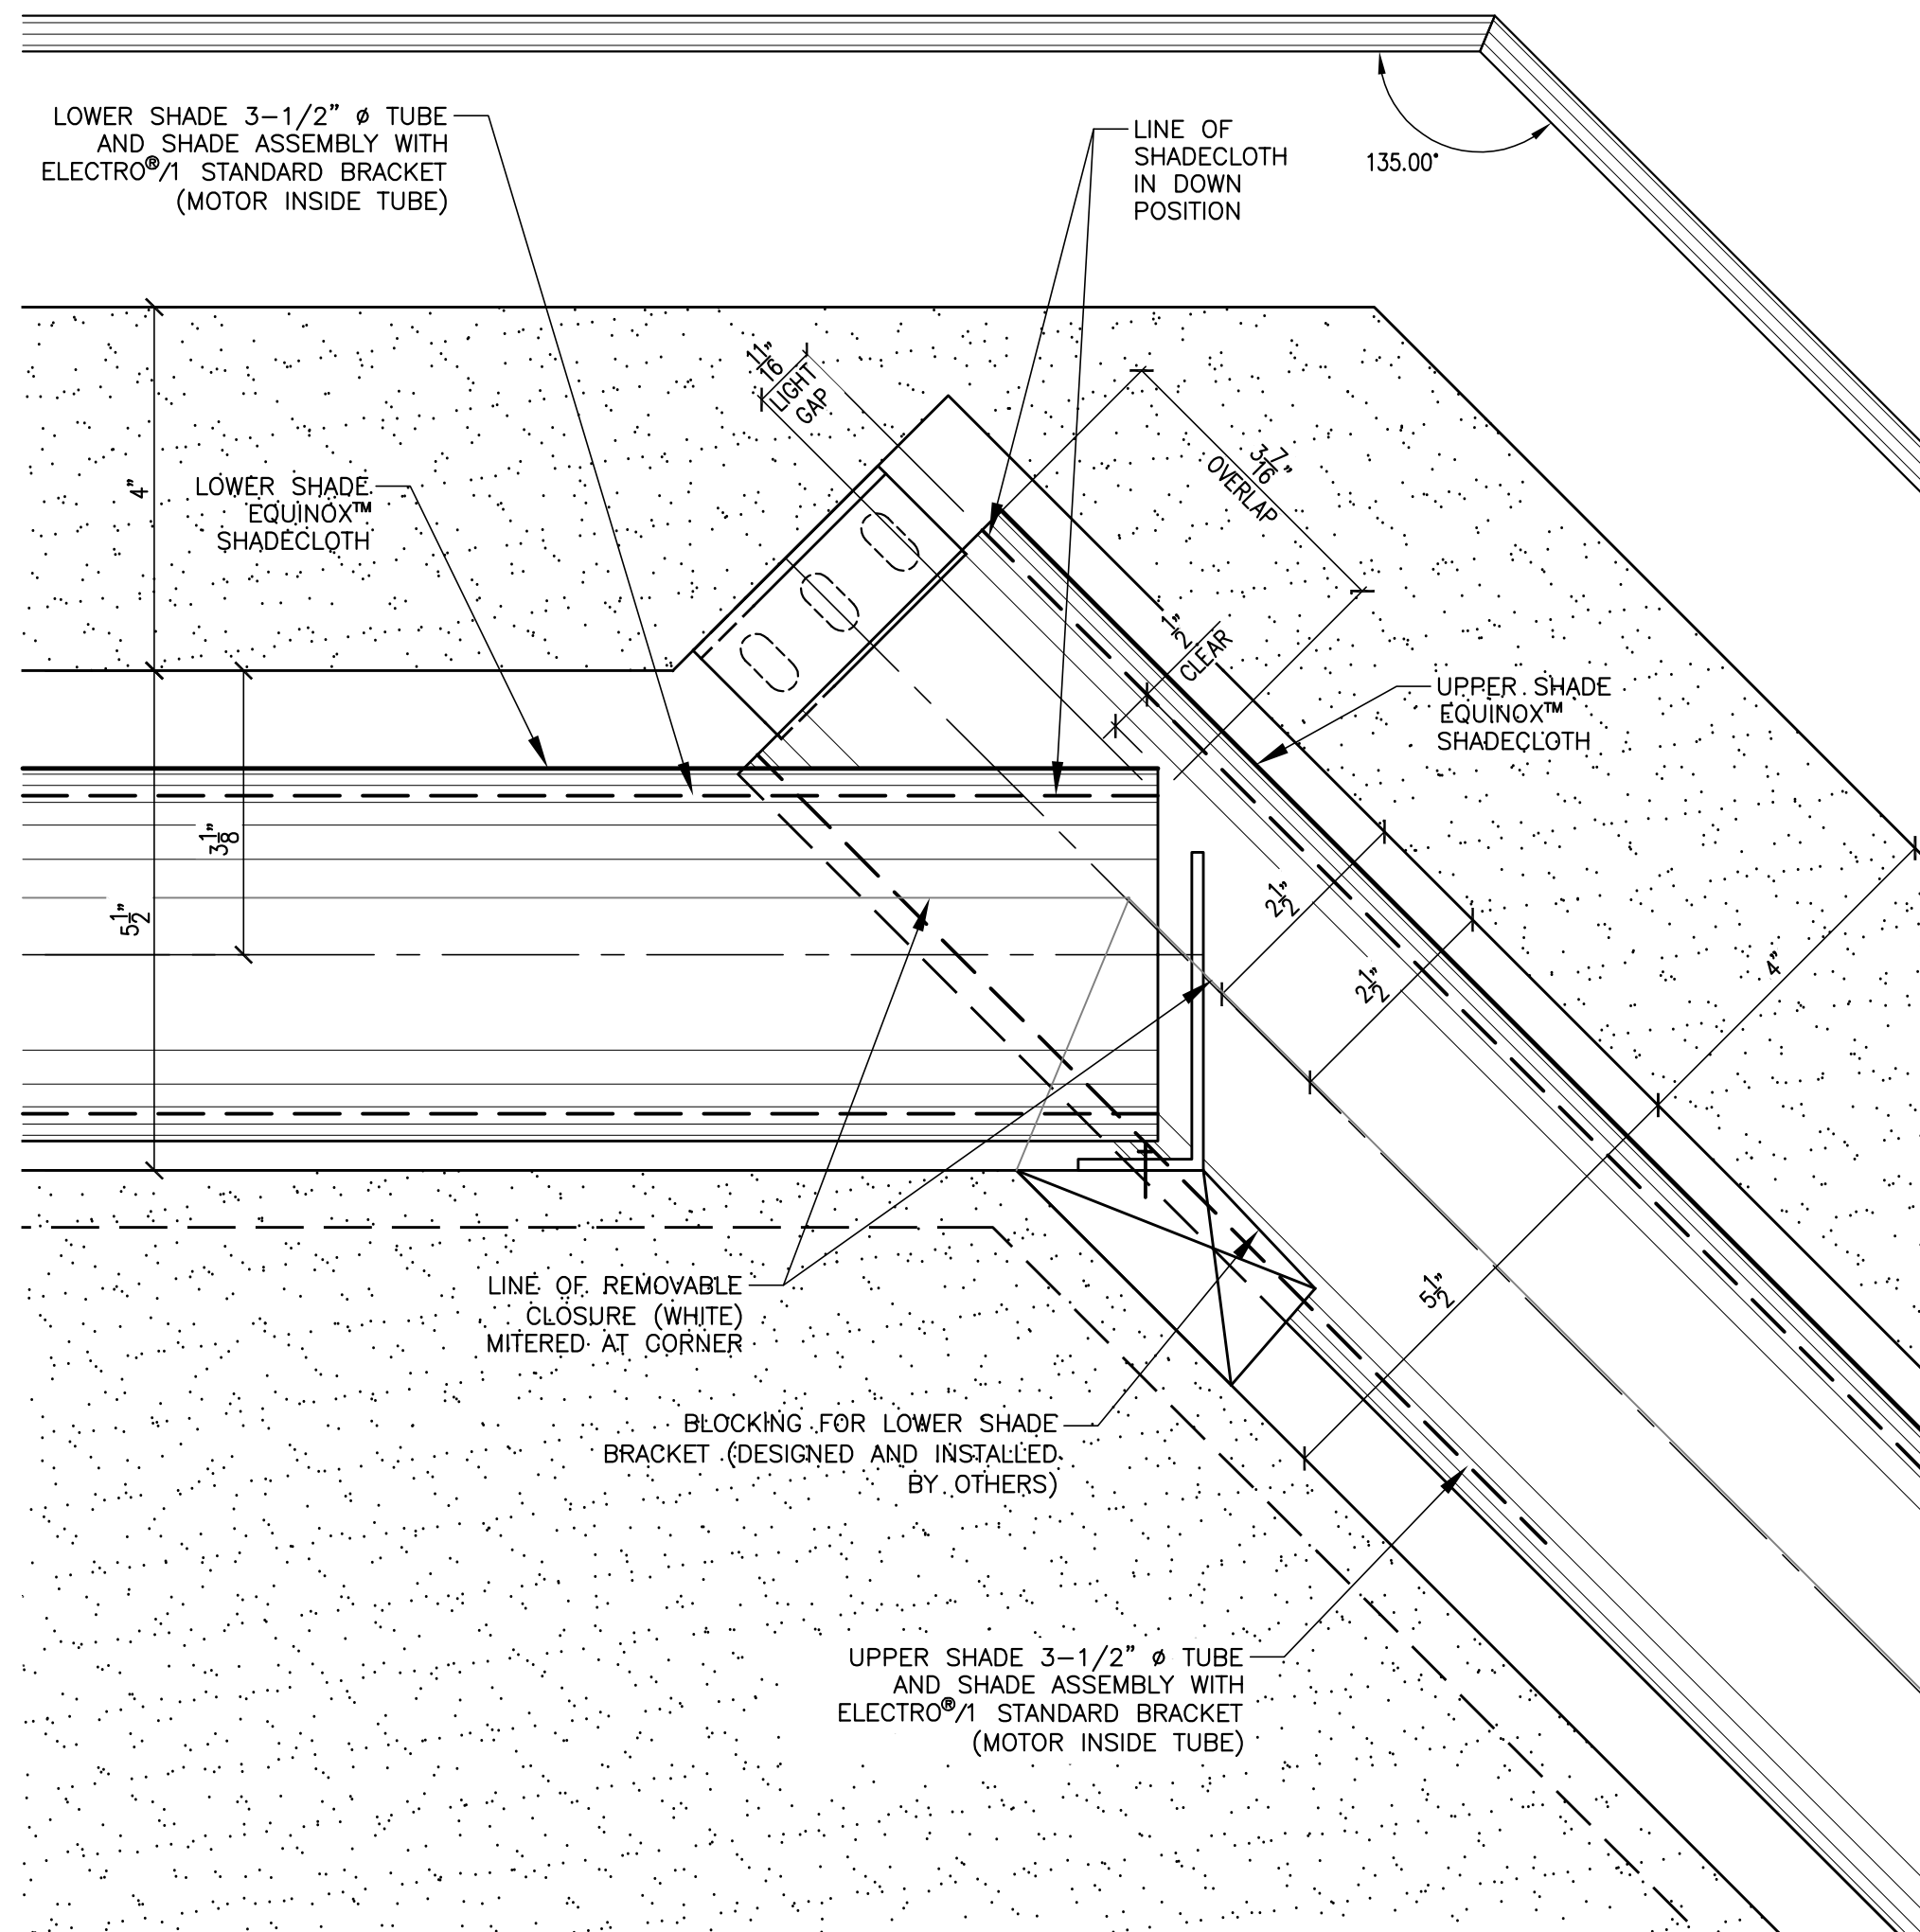 LOWER SHADE 3-1/2" ø TUBE
AND SHADE ASSEMBLY WITH
ELECTRO®/1 STANDARD BRACKET
(MOTOR INSIDE TUBE)
LINE OF
SHADECLOTH
IN DOWN
POSITION
135.00°
11/16"
LIGHT
GAP
3 7/16"
OVERLAP
4"
LOWER SHADE
EQUINOX™
SHADECLOTH
1/2"
CLEAR
UPPER SHADE
EQUINOX™
SHADECLOTH
3 1/8"
5 1/2"
2 1/2"
2 1/2"
4"
5 1/2"
LINE OF REMOVABLE
CLOSURE (WHITE)
MITERED AT CORNER
BLOCKING FOR LOWER SHADE
BRACKET (DESIGNED AND INSTALLED
BY OTHERS)
UPPER SHADE 3-1/2" ø TUBE
AND SHADE ASSEMBLY WITH
ELECTRO®/1 STANDARD BRACKET
(MOTOR INSIDE TUBE)